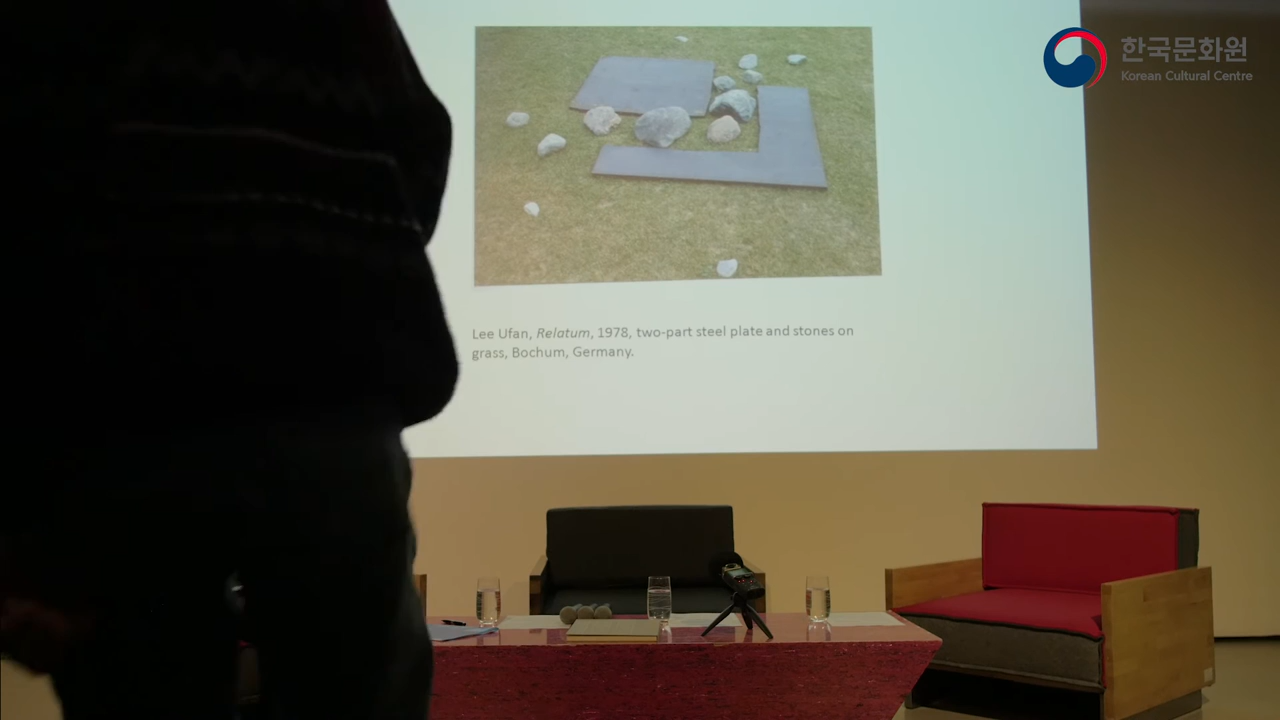 한국문화원
Korean Cultural Centre
Lee Ufan, Relatum, 1978, two-part steel plate and stones on
grass, Bochum, Germany.